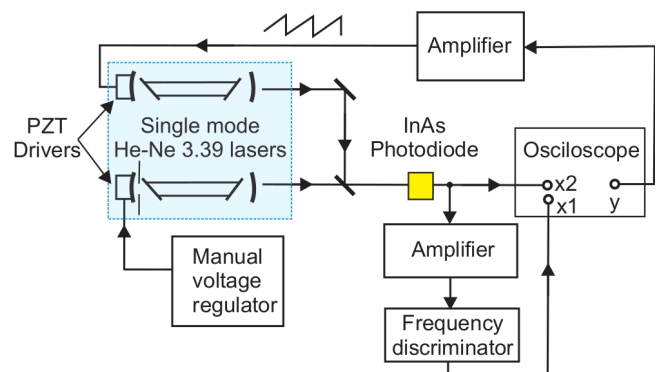 Amplifier
PZT
Drivers
Single mode
He-Ne 3.39 lasers
InAs
Photodiode
Osciloscope
x2
x1
y
Manual
voltage
regulator
Amplifier
Frequency
discriminator